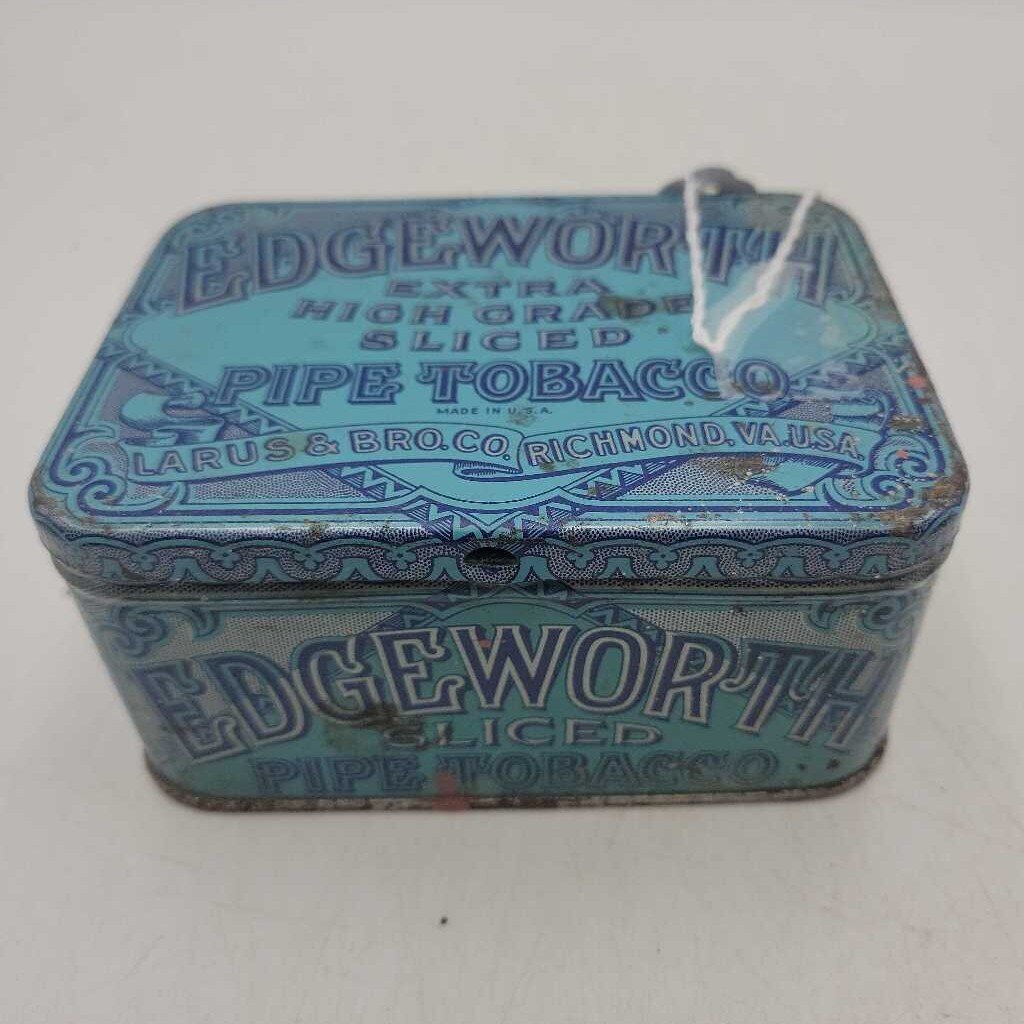 EDGEWORTH
EXTRA
HIGH GRADE
SLICED
PIPE TOBACCO
MADE IN U.S.A.
LARUS & BRO. CO. RICHMOND, VA. U.S.A.
EDGEWORTH
SLICED
PIPE TOBACCO